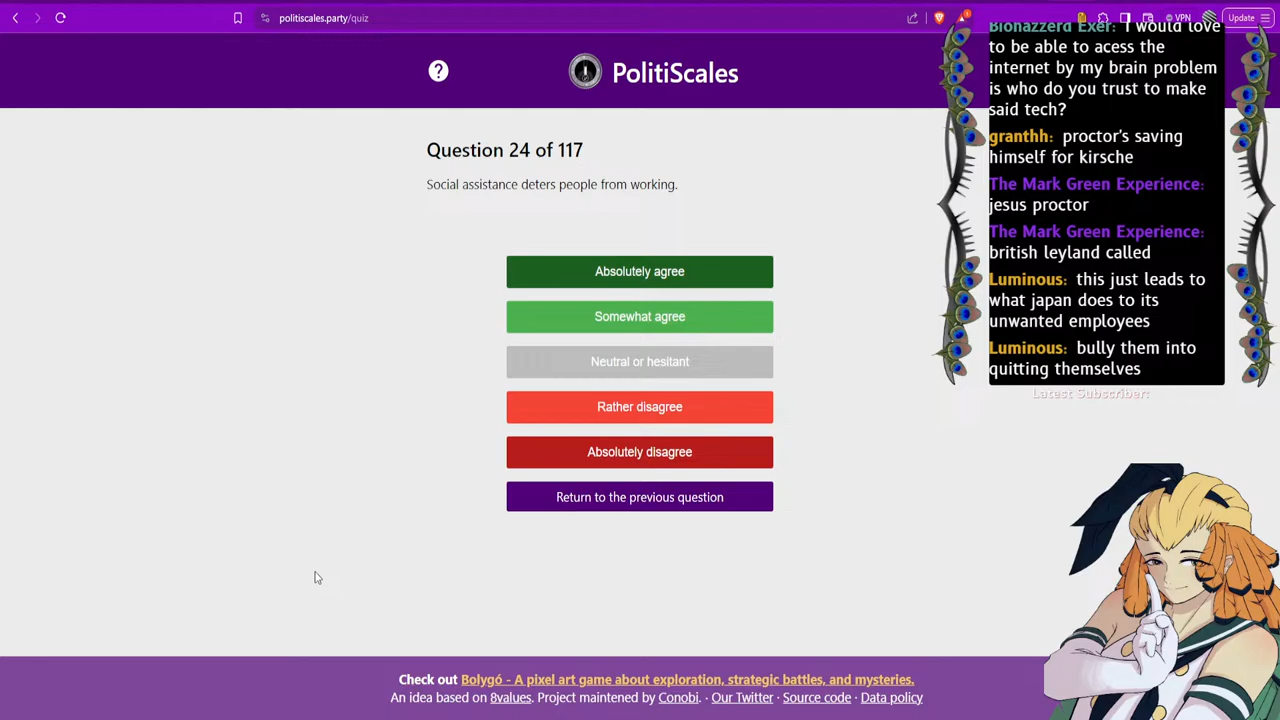 politiscales.party/quiz
VPN
Update
PolitiScales
Question 24 of 117
Social assistance deters people from working.
Absolutely agree
Somewhat agree
Neutral or hesitant
Rather disagree
Absolutely disagree
Return to the previous question
Biohazzerd Exer: I would love
to be able to acess the
internet by my brain problem
is who do you trust to make
said tech?
granthh: proctor's saving
himself for kirsche
The Mark Green Experience:
jesus proctor
The Mark Green Experience:
british leyland called
Luminous: this just leads to
what japan does to its
unwanted employees
Luminous: bully them into
quitting themselves
Latest Subscriber:
Check out Bolygó - A pixel art game about exploration, strategic battles, and mysteries.
An idea based on 8values. Project maintened by Conobi. · Our Twitter · Source code · Data policy